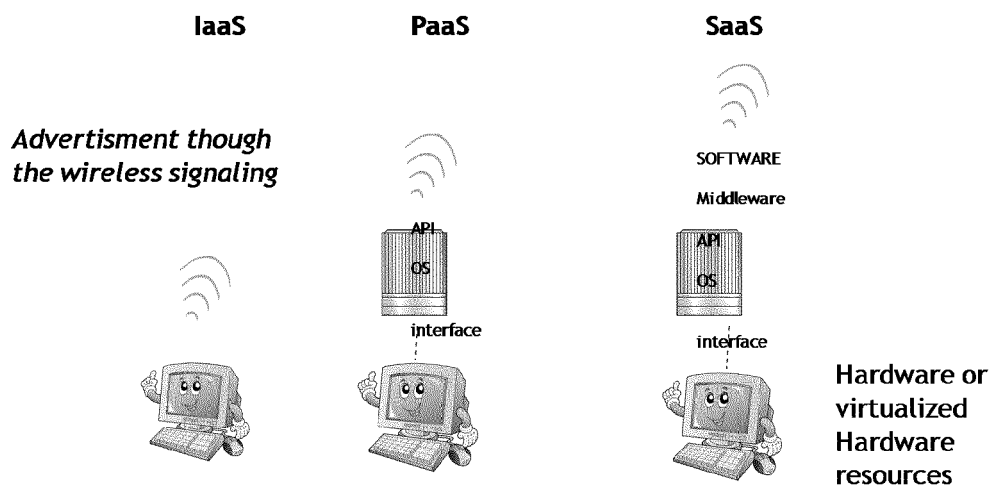 IaaS
PaaS
SaaS
Advertisment though
the wireless signaling
API
OS
interface
SOFTWARE
Middleware
API
OS
interface
Hardware or
virtualized
Hardware
resources